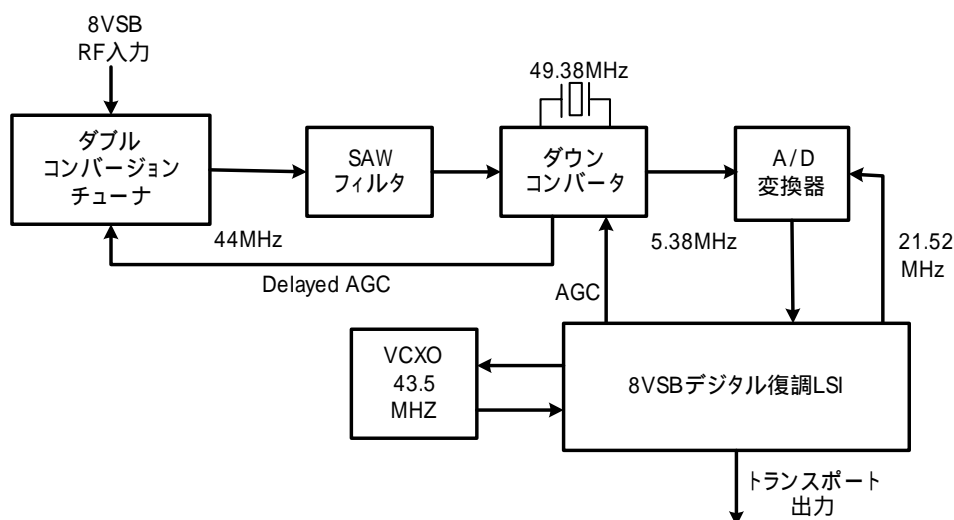 8VSB
RF入力
49.38MHz
ダブル
コンバージョン
チューナ
SAW
フィルタ
ダウン
コンバータ
A/D
変換器
44MHz
5.38MHz
21.52
MHz
Delayed AGC
AGC
VCXO
43.5
MHZ
8VSBデジタル復調LSI
トランスポート
出力